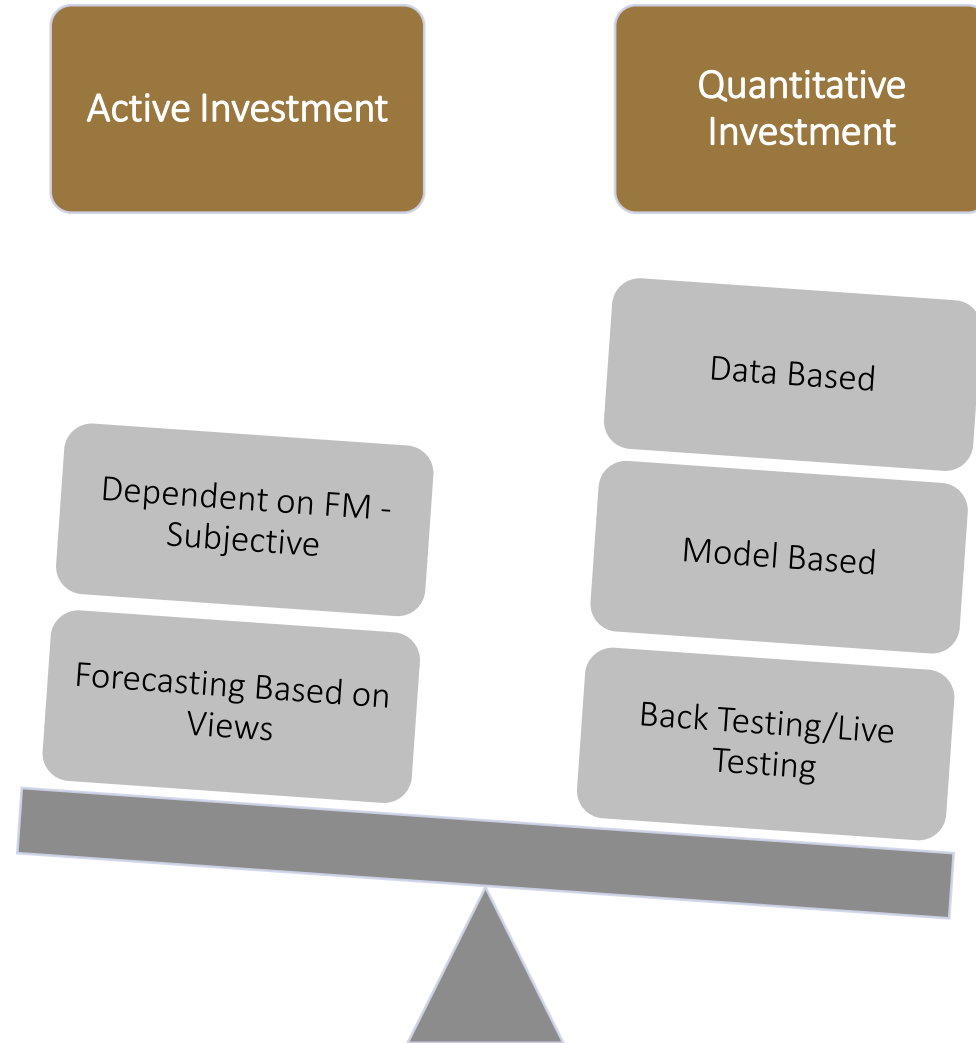 Active Investment
Quantitative
Investment
Data Based
Dependent on FM -
Subjective
Model Based
Forecasting Based on
Views
Back Testing/Live
Testing